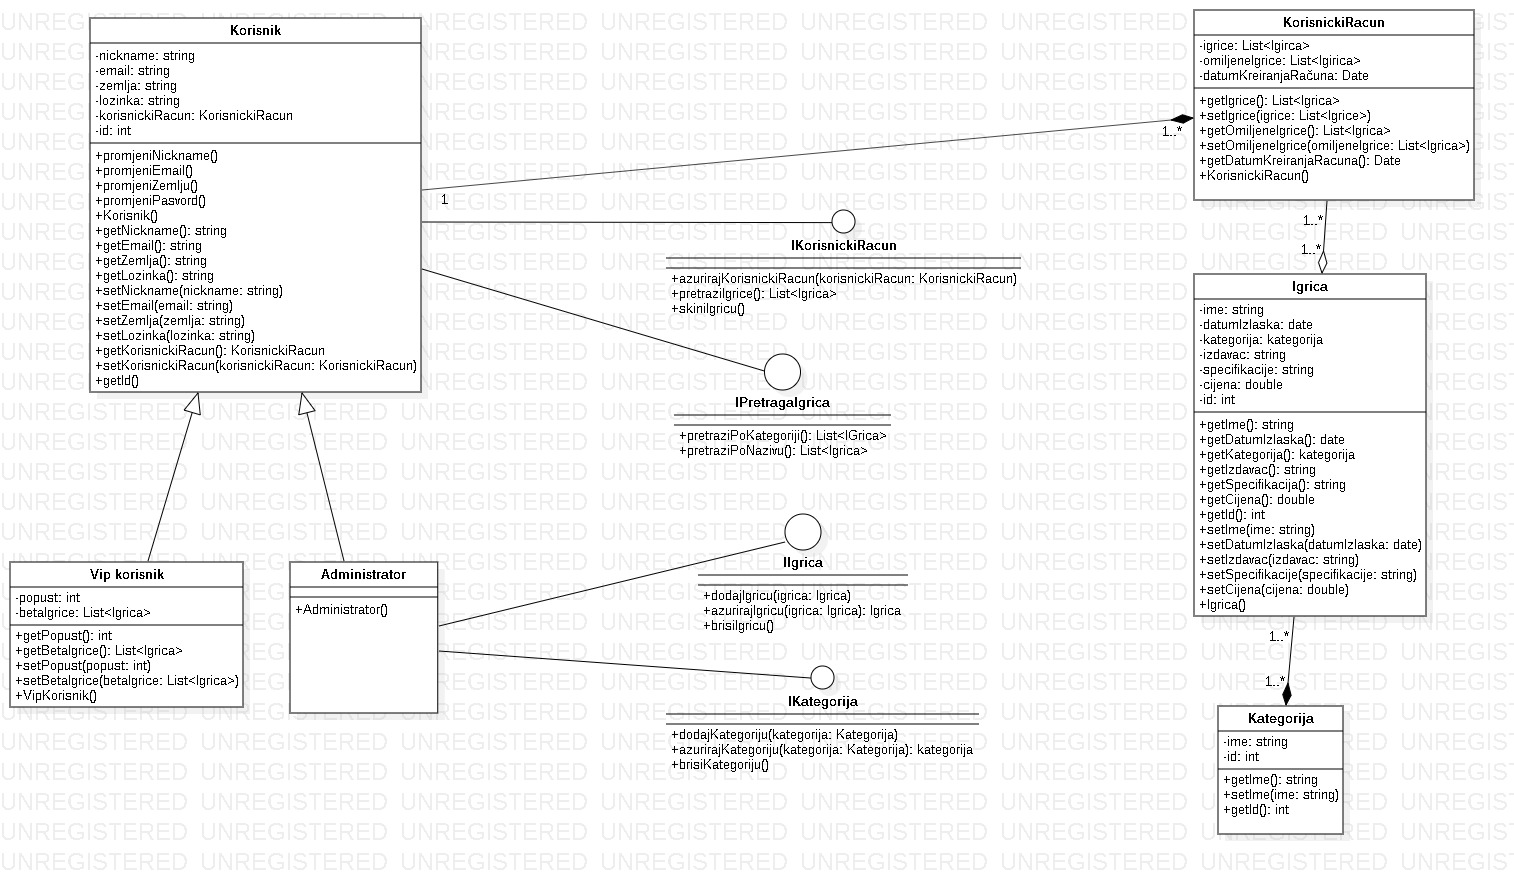 Korisnik
-nickname: string
-email: string
-zemlja: string
-lozinka: string
-korisnickiRacun: KorisnickiRacun
-id: int
+promjeniNickname()
+promjeniEmail()
+promjeniZemlju()
+promjeniPasvord()
+Korisnik()
+getNickname(): string
+getEmail(): string
+getZemlja(): string
+getLozinka(): string
+setNickname(nickname: string)
+setEmail(email: string)
+setZemlja(zemlja: string)
+setLozinka(lozinka: string)
+getKorisnickiRacun(): KorisnickiRacun
+setKorisnickiRacun(korisnickiRacun: KorisnickiRacun)
+getId()
1
1..*
KorisnickiRacun
-igrice: List<Igirca>
-omiljeneIgrice: List<Igirica>
-datumKreiranjaRačuna: Date
+getIgrice(): List<Igrica>
+setIgrice(igrice: List<Igrice>)
+getOmiljeneIgrice(): List<Igrica>
+setOmiljeneIgrice(omiljeneIgrice: List<Igrica>)
+getDatumKreiranjaRacuna(): Date
+KorisnickiRacun()
1..*
1..*
IKorisnickiRacun
+azurirajKorisnickiRacun(korisnickiRacun: KorisnickiRacun)
+pretraziIgrice(): List<Igrica>
+skiniIgricu()
IPretragaIgrica
+pretraziPoKategoriji(): List<IGrica>
+pretraziPoNazivu(): List<Igrica>
Igrica
-ime: string
-datumIzlaska: date
-kategorija: kategorija
-izdavac: string
-specifikacije: string
-cijena: double
-id: int
+getIme(): string
+getDatumIzlaska(): date
+getKategorija(): kategorija
+getIzdavac(): string
+getSpecifikacija(): string
+getCijena(): double
+getId(): int
+setIme(ime: string)
+setDatumIzlaska(datumIzlaska: date)
+setIzdavac(izdavac: string)
+setSpecifikacije(specifikacije: string)
+setCijena(cijena: double)
+Igrica()
1..*
1..*
Vip korisnik
-popust: int
-betaIgrice: List<Igrica>
+getPopust(): int
+getBetaIgrice(): List<Igrica>
+setPopust(popust: int)
+setBetaIgrice(betaIgrice: List<Igrica>)
+VipKorisnik()
Administrator
+Administrator()
IIgrica
+dodajIgricu(igrica: Igrica)
+azurirajIgricu(igrica: Igrica): Igrica
+brisiIgricu()
IKategorija
+dodajKategoriju(kategorija: Kategorija)
+azurirajKategoriju(kategorija: Kategorija): kategorija
+brisiKategoriju()
Kategorija
-ime: string
-id: int
+getIme(): string
+setIme(ime: string)
+getId(): int
UNREGISTERED